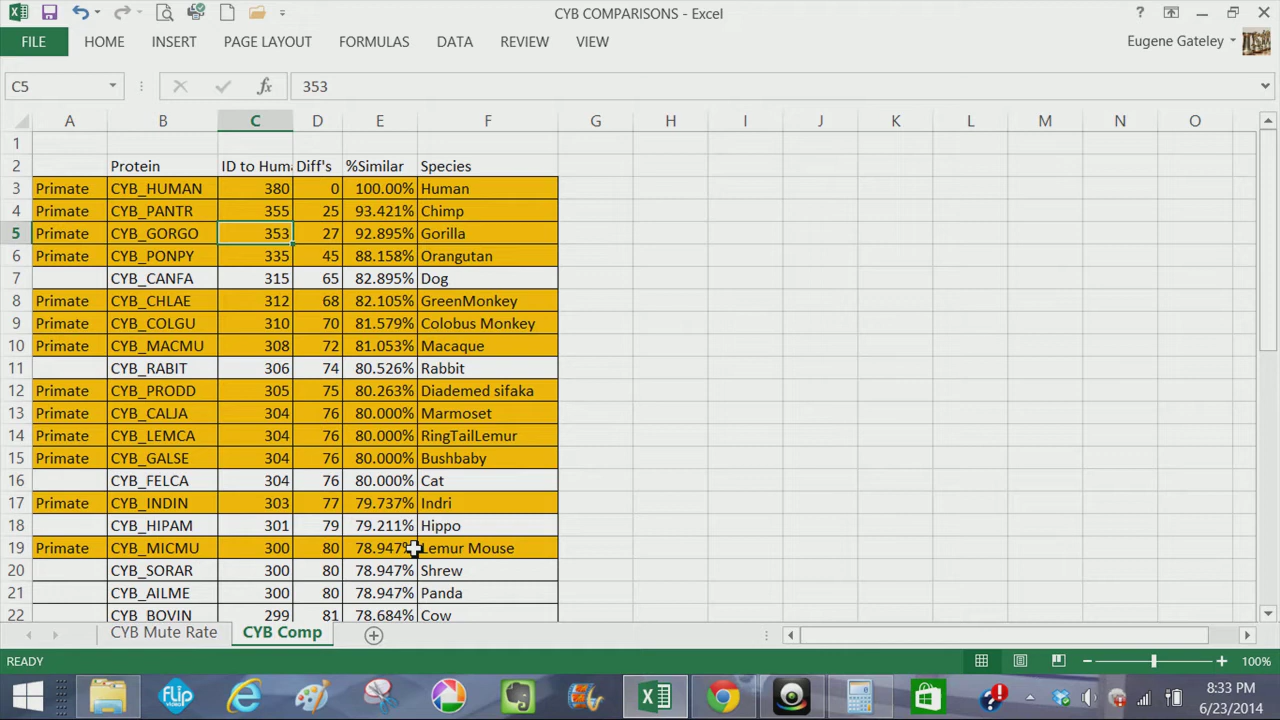 CYB COMPARISONS - Excel
FILE HOME INSERT PAGE LAYOUT FORMULAS DATA REVIEW VIEW Eugene Gateley
C5 fx 353
A B C D E F G H I J K L M N O
1
2 Protein ID to Huma Diff's %Similar Species
3 Primate CYB_HUMAN 380 0 100.00% Human
4 Primate CYB_PANTR 355 25 93.421% Chimp
5 Primate CYB_GORGO 353 27 92.895% Gorilla
6 Primate CYB_PONPY 335 45 88.158% Orangutan
7 CYB_CANFA 315 65 82.895% Dog
8 Primate CYB_CHLAE 312 68 82.105% GreenMonkey
9 Primate CYB_COLGU 310 70 81.579% Colobus Monkey
10 Primate CYB_MACMU 308 72 81.053% Macaque
11 CYB_RABIT 306 74 80.526% Rabbit
12 Primate CYB_PRODD 305 75 80.263% Diademed sifaka
13 Primate CYB_CALJA 304 76 80.000% Marmoset
14 Primate CYB_LEMCA 304 76 80.000% RingTailLemur
15 Primate CYB_GALSE 304 76 80.000% Bushbaby
16 CYB_FELCA 304 76 80.000% Cat
17 Primate CYB_INDIN 303 77 79.737% Indri
18 CYB_HIPAM 301 79 79.211% Hippo
19 Primate CYB_MICMU 300 80 78.947% Lemur Mouse
20 CYB_SORAR 300 80 78.947% Shrew
21 CYB_AILME 300 80 78.947% Panda
22 CYB_BOVIN 299 81 78.684% Cow
CYB Mute Rate CYB Comp
READY 100%
flip 8:33 PM
6/23/2014